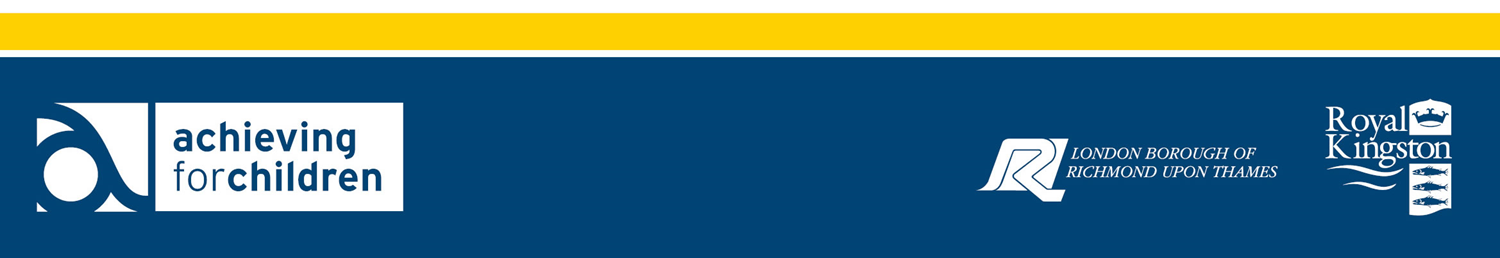 achieving
forchildren
LONDON BOROUGH OF
RICHMOND UPON THAMES
Royal
Kingston